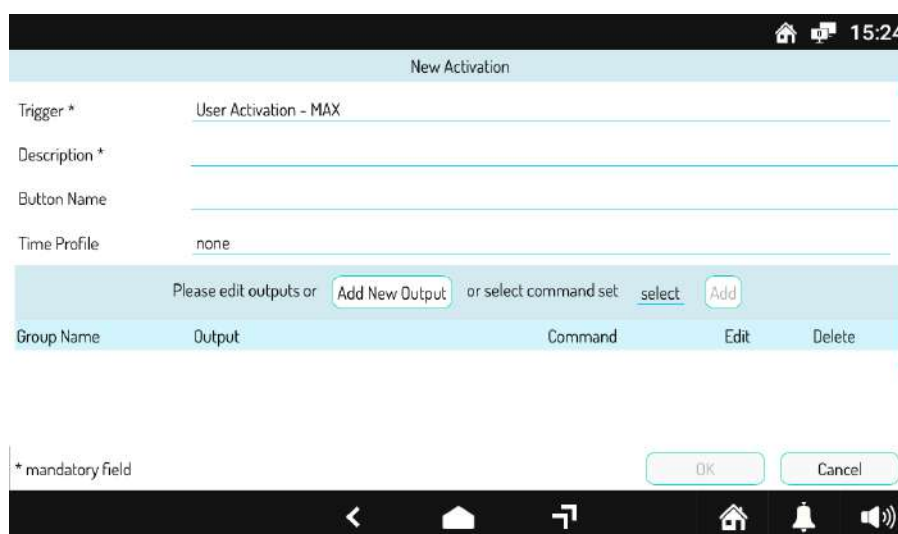 15:24
New Activation
Trigger * User Activation - MAX
Description *
Button Name
Time Profile none
Please edit outputs or Add New Output or select command set select Add
Group Name Output Command Edit Delete
* mandatory field OK Cancel